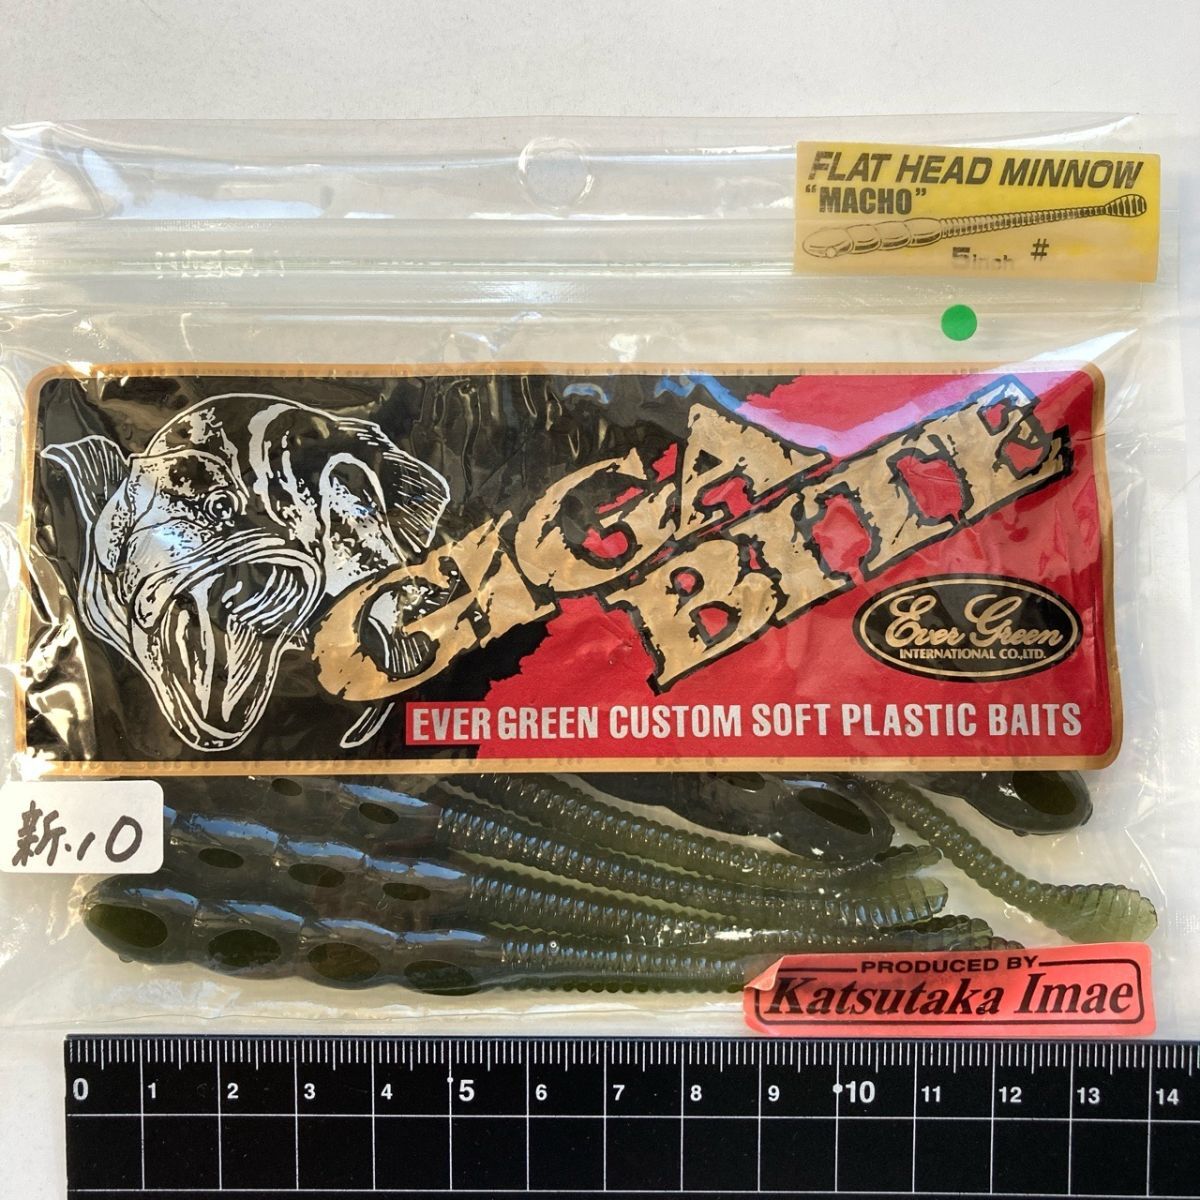 FLAT HEAD MINNOW
"MACHO"
5inch #
GIGA
BITE
Ever Green
INTERNATIONAL CO.,LTD.
EVER GREEN CUSTOM SOFT PLASTIC BAITS
新.10
PRODUCED BY
Katsutaka Imae
0 1 2 3 4 5 6 7 8 9 10 11 12 13 14